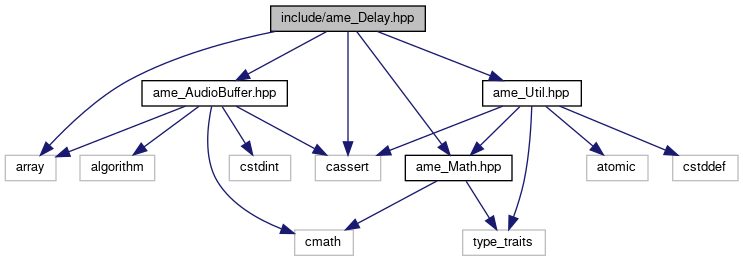 include/ame_Delay.hpp
ame_AudioBuffer.hpp
ame_Util.hpp
array
algorithm
cstdint
cassert
ame_Math.hpp
atomic
cstddef
cmath
type_traits